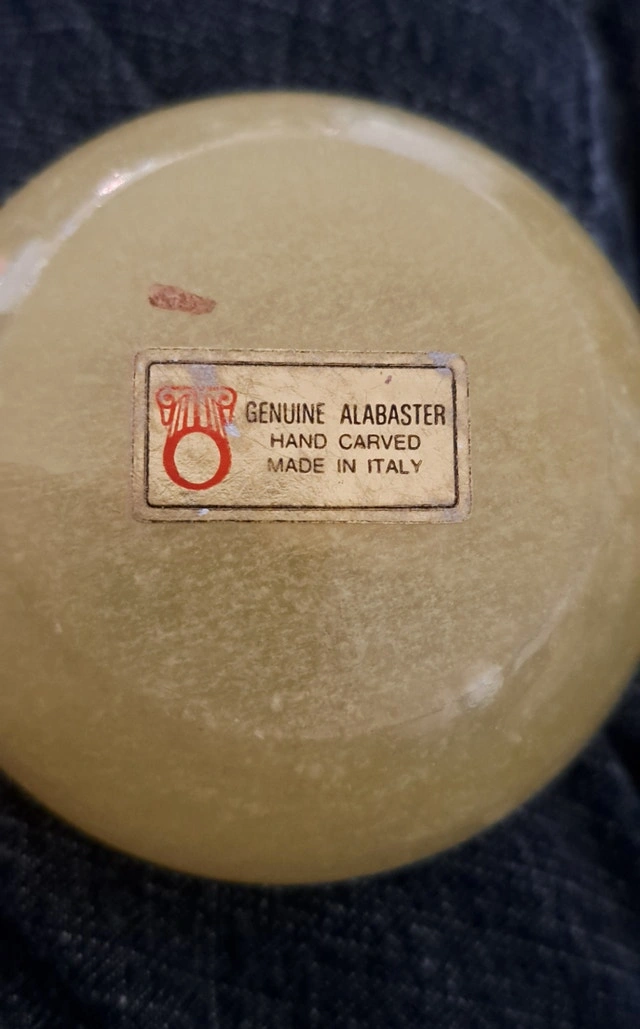 GENUINE ALABASTER
HAND CARVED
MADE IN ITALY